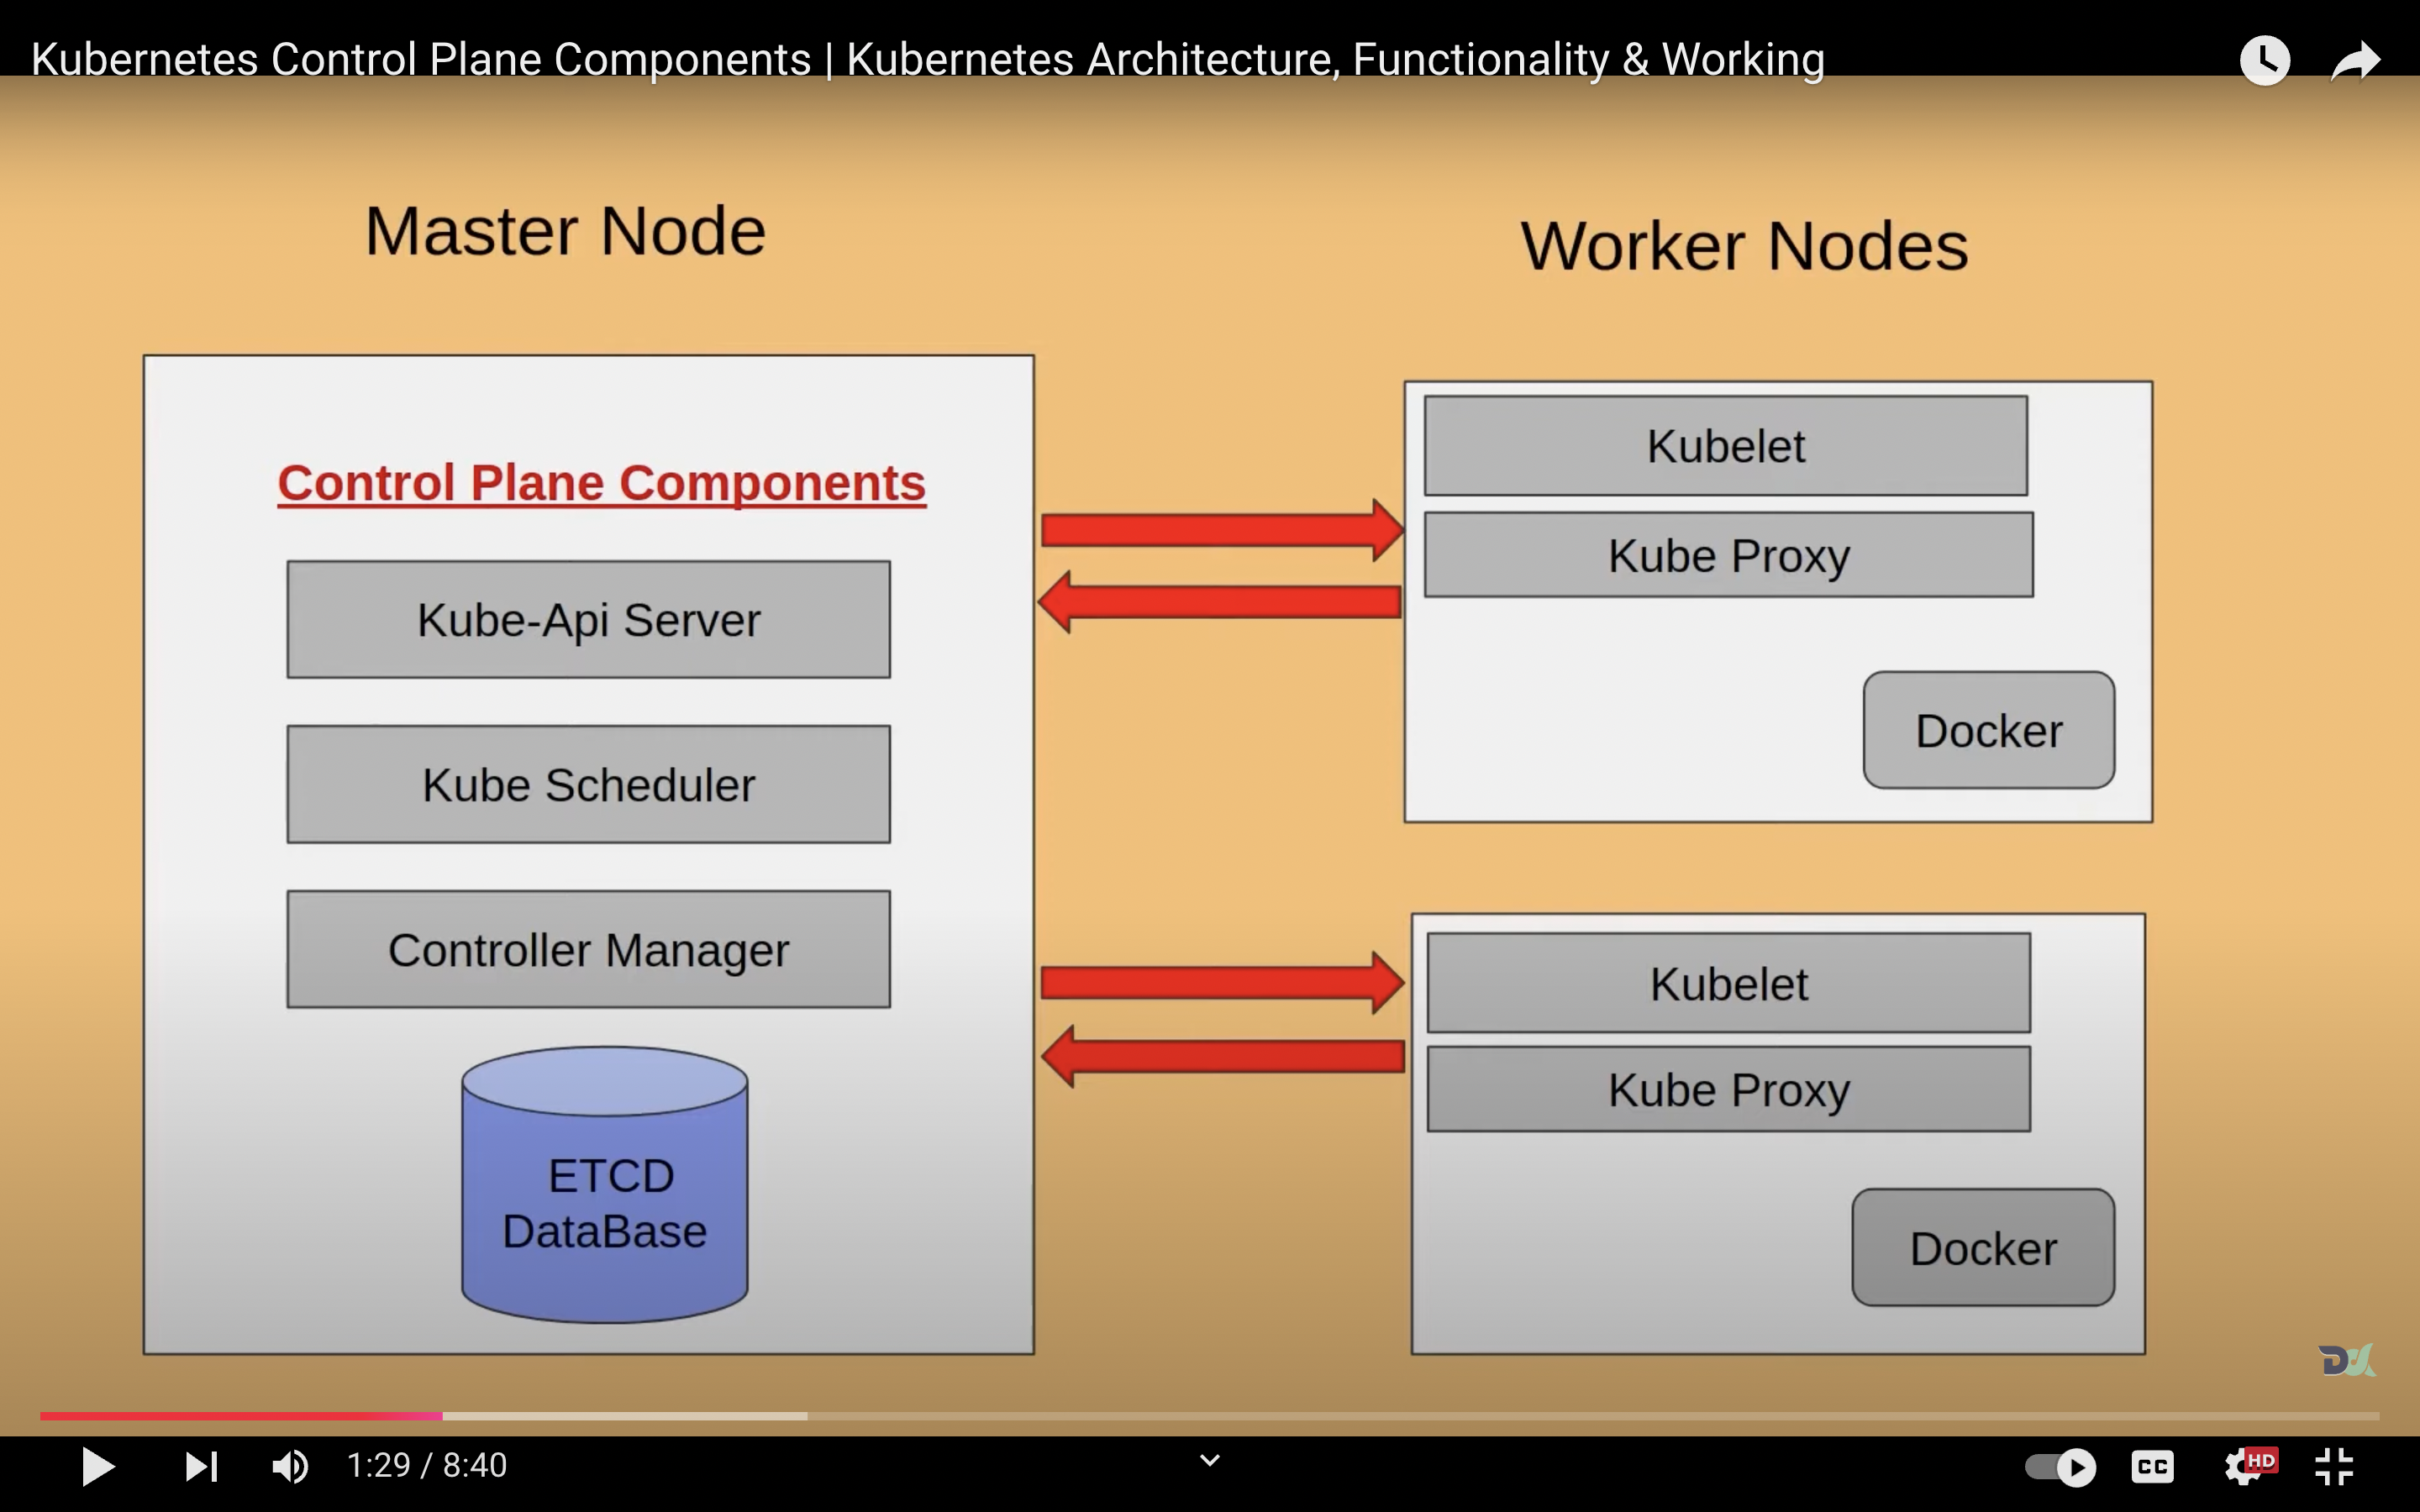 Kubernetes Control Plane Components | Kubernetes Architecture, Functionality & Working
Master Node
Worker Nodes
Control Plane Components
Kube-Api Server
Kube Scheduler
Controller Manager
ETCD
DataBase
Kubelet
Kube Proxy
Docker
Kubelet
Kube Proxy
Docker
1:29 / 8:40
CC
HD